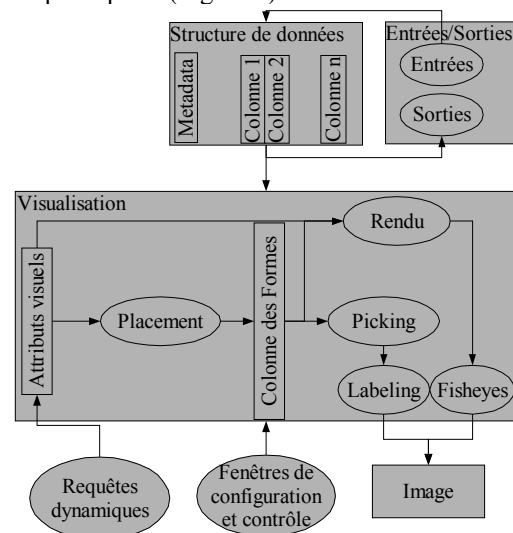 Structure de données
Metadata
Colonne 1
Colonne 2
Colonne n
Entrées/Sorties
Entrées
Sorties
Visualisation
Attributs visuels
Placement
Colonne des Formes
Rendu
Picking
Labeling
Fisheyes
Requêtes
dynamiques
Fenêtres de
configuration
et contrôle
Image